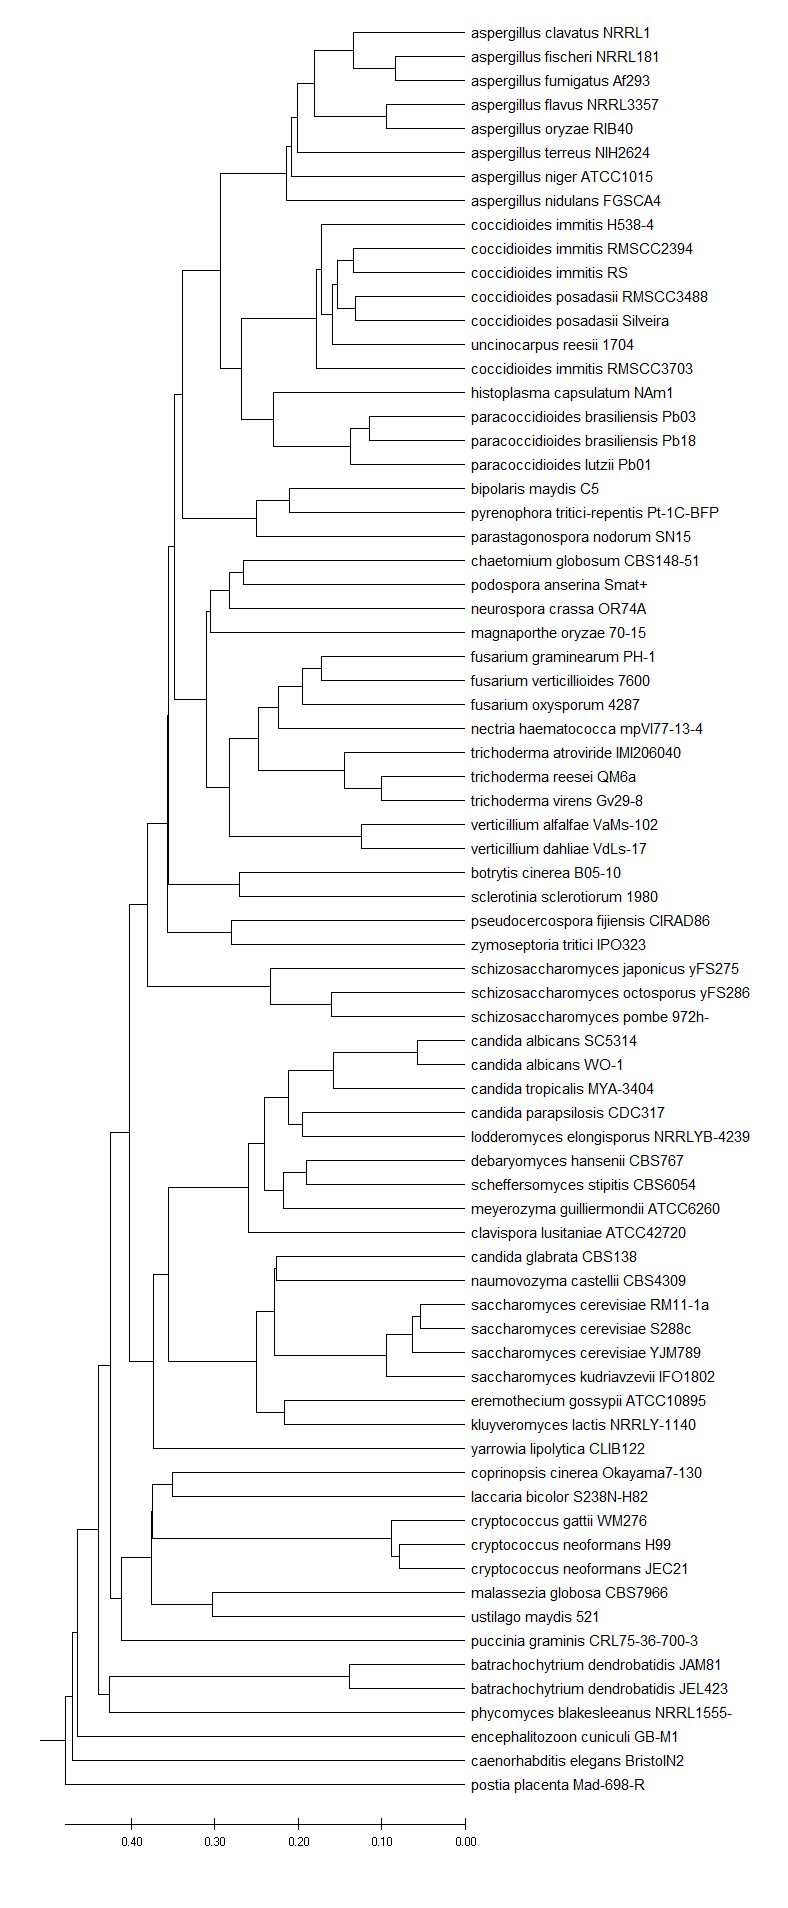 aspergillus clavatus NRRL1
aspergillus fischeri NRRL181
aspergillus fumigatus Af293
aspergillus flavus NRRL3357
aspergillus oryzae RIB40
aspergillus terreus NIH2624
aspergillus niger ATCC1015
aspergillus nidulans FGSCA4
coccidioides immitis H538-4
coccidioides immitis RMSCC2394
coccidioides immitis RS
coccidioides posadasii RMSCC3488
coccidioides posadasii Silveira
uncinocarpus reesii 1704
coccidioides immitis RMSCC3703
histoplasma capsulatum NAm1
paracoccidioides brasiliensis Pb03
paracoccidioides brasiliensis Pb18
paracoccidioides lutzii Pb01
bipolaris maydis C5
pyrenophora tritici-repentis Pt-1C-BFP
parastagonospora nodorum SN15
chaetomium globosum CBS148-51
podospora anserina Smat+
neurospora crassa OR74A
magnaporthe oryzae 70-15
fusarium graminearum PH-1
fusarium verticillioides 7600
fusarium oxysporum 4287
nectria haematococca mpVI77-13-4
trichoderma atroviride IMI206040
trichoderma reesei QM6a
trichoderma virens Gv29-8
verticillium alfalfae VaMs-102
verticillium dahliae VdLs-17
botrytis cinerea B05-10
sclerotinia sclerotiorum 1980
pseudocercospora fijiensis CIRAD86
zymoseptoria tritici IPO323
schizosaccharomyces japonicus yFS275
schizosaccharomyces octosporus yFS286
schizosaccharomyces pombe 972h-
candida albicans SC5314
candida albicans WO-1
candida tropicalis MYA-3404
candida parapsilosis CDC317
lodderomyces elongisporus NRRLYB-4239
debaryomyces hansenii CBS767
scheffersomyces stipitis CBS6054
meyerozyma guilliermondii ATCC6260
clavispora lusitaniae ATCC42720
candida glabrata CBS138
naumovozyma castellii CBS4309
saccharomyces cerevisiae RM11-1a
saccharomyces cerevisiae S288c
saccharomyces cerevisiae YJM789
saccharomyces kudriavzevii IFO1802
eremothecium gossypii ATCC10895
kluyveromyces lactis NRRLY-1140
yarrowia lipolytica CLIB122
coprinopsis cinerea Okayama7-130
laccaria bicolor S238N-H82
cryptococcus gattii WM276
cryptococcus neoformans H99
cryptococcus neoformans JEC21
malassezia globosa CBS7966
ustilago maydis 521
puccinia graminis CRL75-36-700-3
batrachochytrium dendrobatidis JAM81
batrachochytrium dendrobatidis JEL423
phycomyces blakesleeanus NRRL1555-
encephalitozoon cuniculi GB-M1
caenorhabditis elegans BristolN2
postia placenta Mad-698-R
0.40 0.30 0.20 0.10 0.00